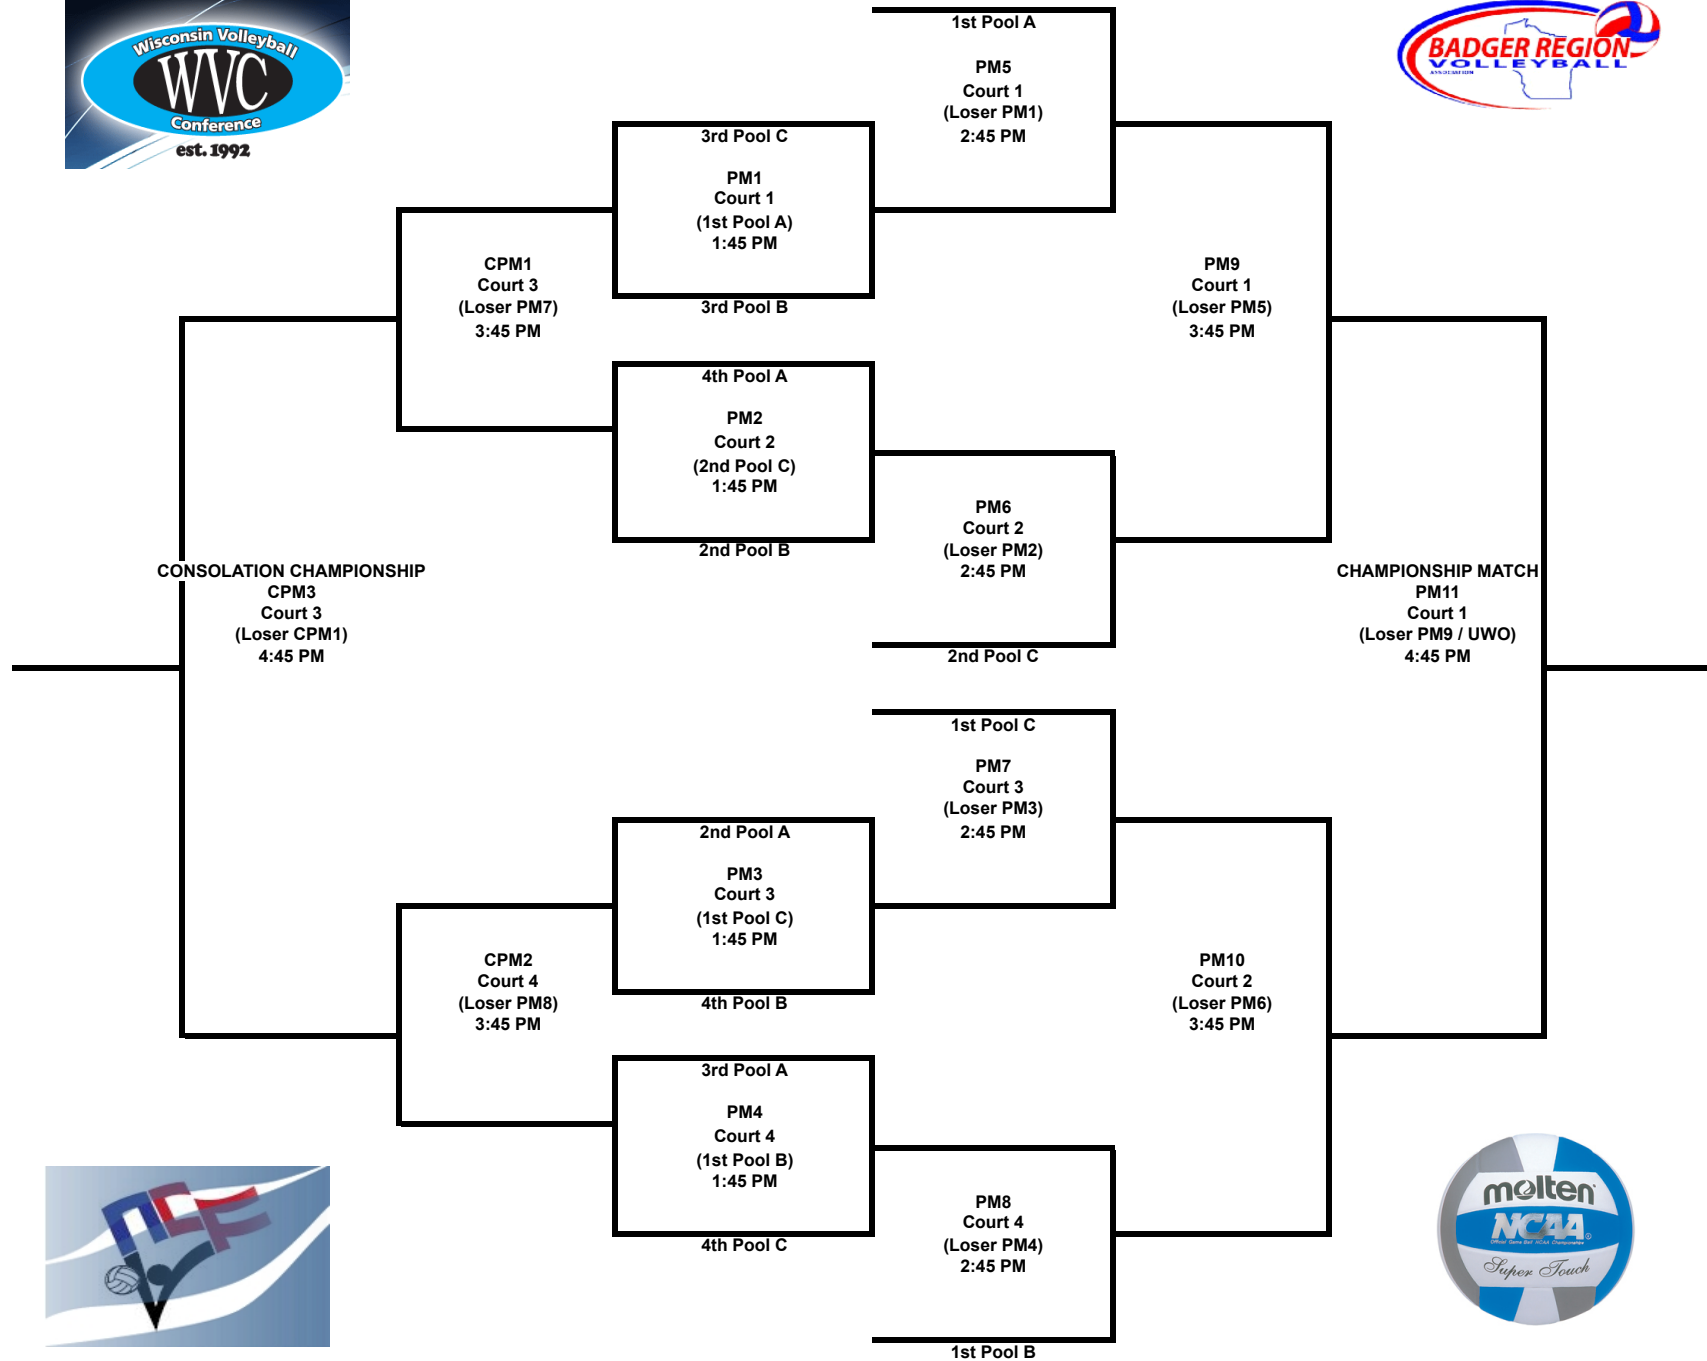 Wisconsin Volleyball
WVC
Conference
est. 1992
BADGER REGION
VOLLEYBALL
ASSOCIATION
1st Pool A
PM5
Court 1
(Loser PM1)
2:45 PM
3rd Pool C
PM1
Court 1
(1st Pool A)
1:45 PM
3rd Pool B
CPM1
Court 3
(Loser PM7)
3:45 PM
PM9
Court 1
(Loser PM5)
3:45 PM
4th Pool A
PM2
Court 2
(2nd Pool C)
1:45 PM
2nd Pool B
PM6
Court 2
(Loser PM2)
2:45 PM
2nd Pool C
CONSOLATION CHAMPIONSHIP
CPM3
Court 3
(Loser CPM1)
4:45 PM
CHAMPIONSHIP MATCH
PM11
Court 1
(Loser PM9 / UWO)
4:45 PM
1st Pool C
PM7
Court 3
(Loser PM3)
2:45 PM
2nd Pool A
PM3
Court 3
(1st Pool C)
1:45 PM
4th Pool B
CPM2
Court 4
(Loser PM8)
3:45 PM
PM10
Court 2
(Loser PM6)
3:45 PM
3rd Pool A
PM4
Court 4
(1st Pool B)
1:45 PM
4th Pool C
PM8
Court 4
(Loser PM4)
2:45 PM
1st Pool B
NCVF
molten
NCAA
Official Game Ball NCAA Championships
Super Touch